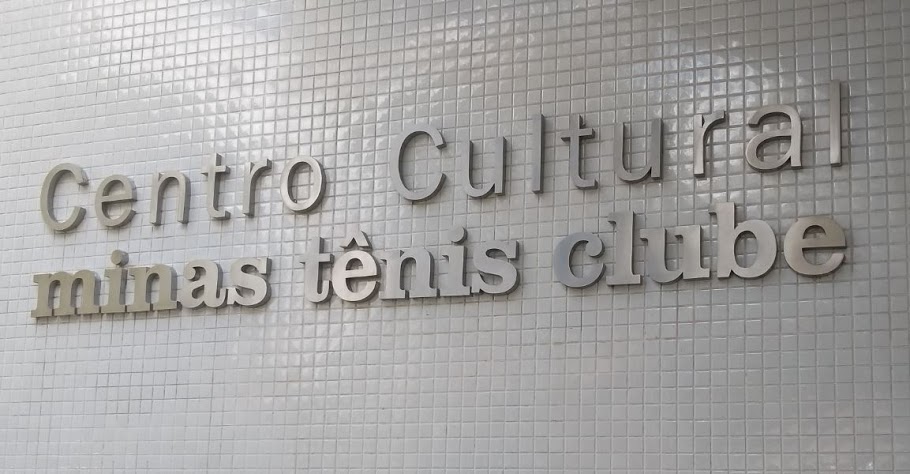 Centro Cultural
minas tênis clube